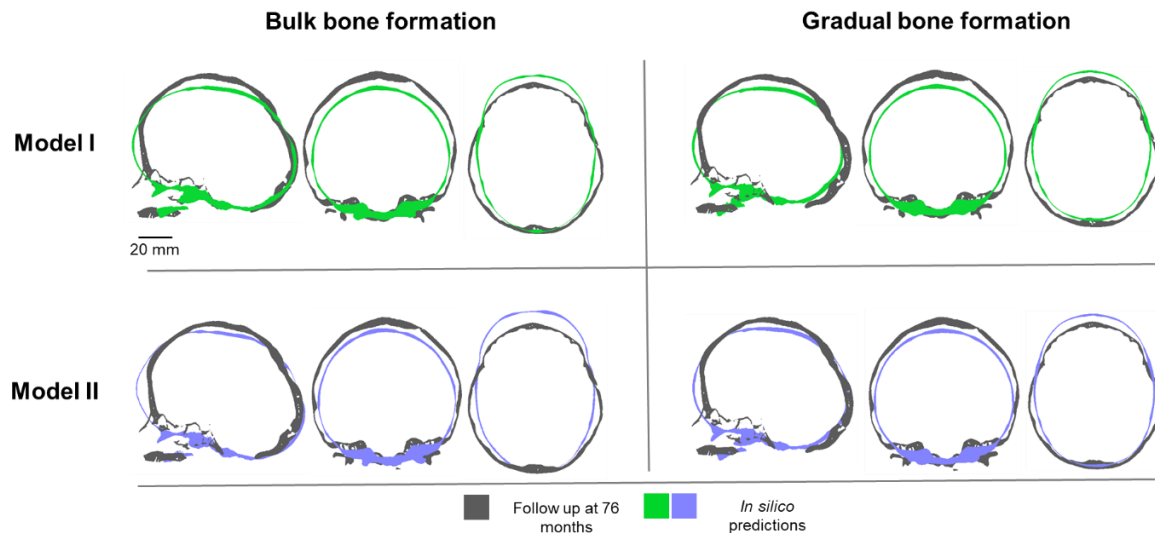 Bulk bone formation
Gradual bone formation
Model I
20 mm
Model II
Follow up at 76
months
In silico
predictions